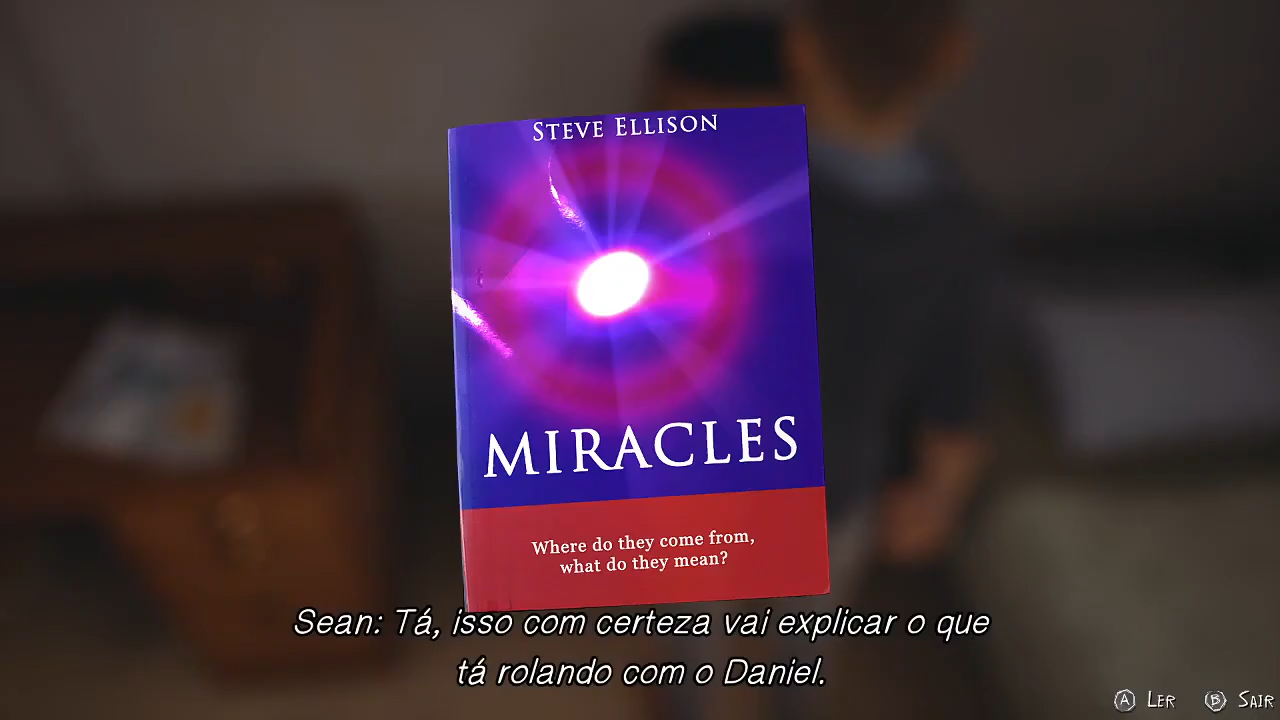 STEVE ELLISON
MIRACLES
Where do they come from,
what do they mean?
Sean: Tá, isso com certeza vai explicar o que
tá rolando com o Daniel.
A LER B SAIR